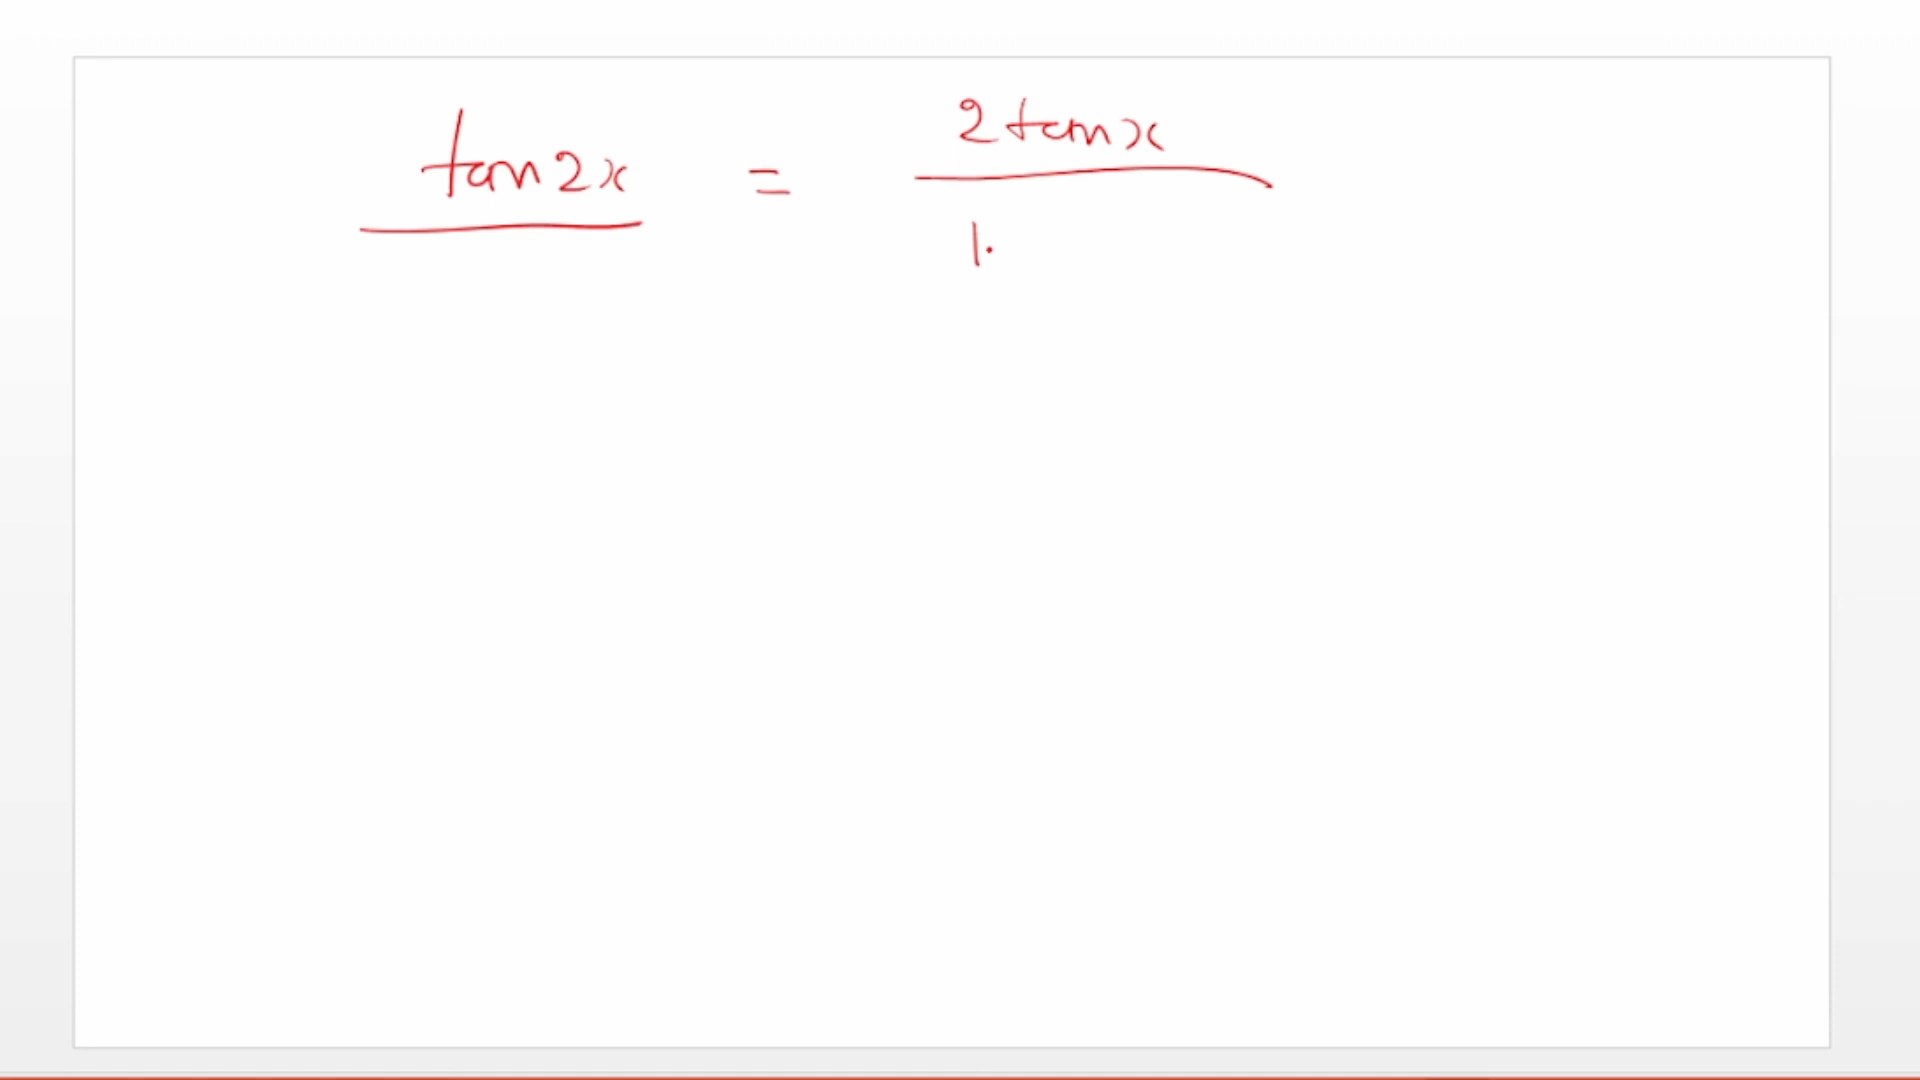 tan2x = 2tanx
1.